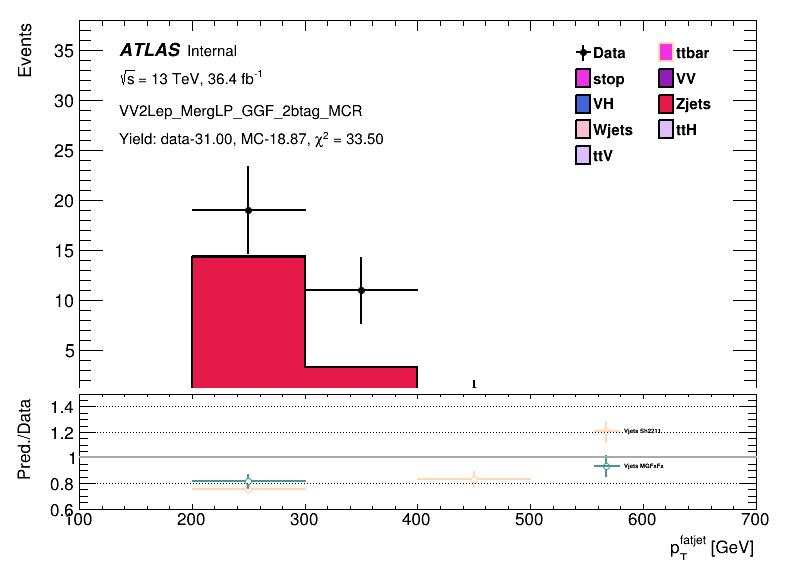 Events
35
30
25
20
15
10
5
ATLAS Internal
√s = 13 TeV, 36.4 fb⁻¹
VV2Lep_MergLP_GGF_2btag_MCR
Yield: data-31.00, MC-18.87, χ² = 33.50
Data
ttbar
stop
VV
VH
Zjets
Wjets
ttH
ttV
Pred./Data
1.4
1.2
1
0.8
0.6
Vjets Sh2211
Vjets MGFxFx
100 200 300 400 500 600 700
p_T^fatjet [GeV]